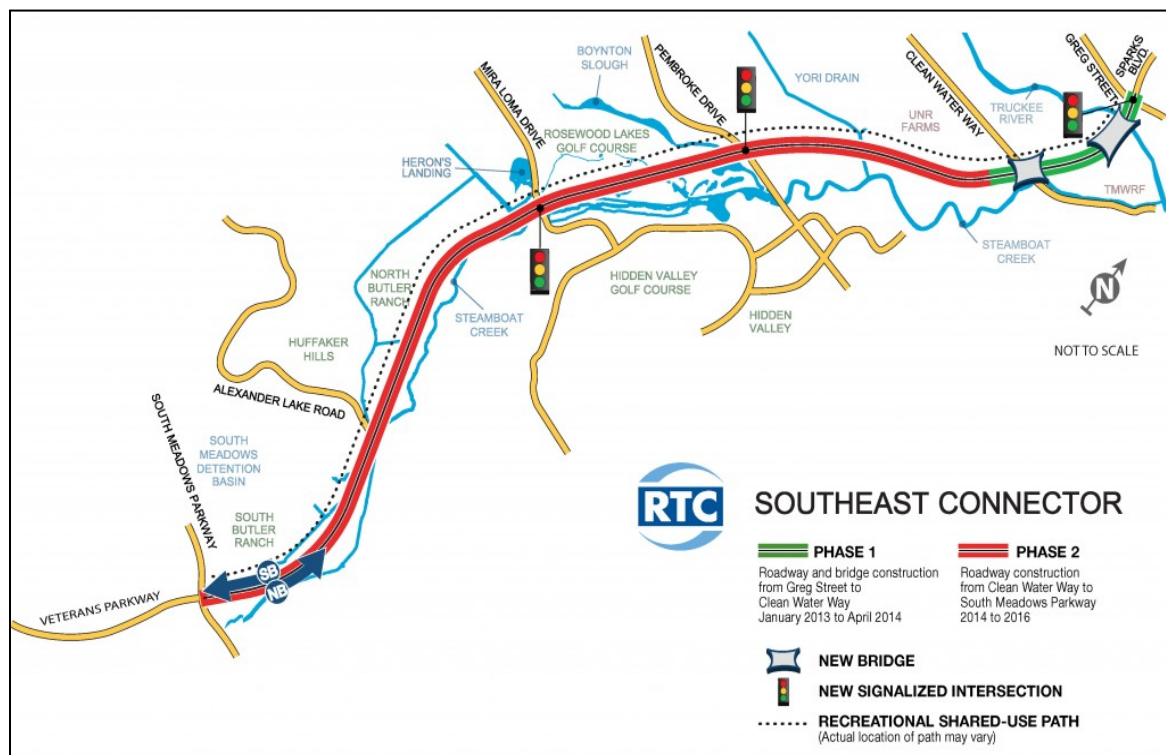 GREG STREET
SPARKS
BLVD.
BOYNTON
SLOUGH
PEMBROKE DRIVE
CLEAN WATER WAY
MIRA LOMA DRIVE
YORI DRAIN
TRUCKEE
RIVER
UNR
FARMS
ROSEWOOD LAKES
GOLF COURSE
HERON'S
LANDING
TMWRF
STEAMBOAT
CREEK
NORTH
BUTLER
RANCH
HIDDEN VALLEY
GOLF COURSE
N
STEAMBOAT
CREEK
HIDDEN
VALLEY
HUFFAKER
HILLS
NOT TO SCALE
ALEXANDER LAKE ROAD
SOUTH MEADOWS PARKWAY
SOUTH
MEADOWS
DETENTION
BASIN
SOUTH
BUTLER
RANCH
SB
NB
VETERANS PARKWAY
RTC
SOUTHEAST CONNECTOR
PHASE 1
Roadway and bridge construction
from Greg Street to
Clean Water Way
January 2013 to April 2014
PHASE 2
Roadway construction
from Clean Water Way to
South Meadows Parkway
2014 to 2016
NEW BRIDGE
NEW SIGNALIZED INTERSECTION
RECREATIONAL SHARED-USE PATH
(Actual location of path may vary)